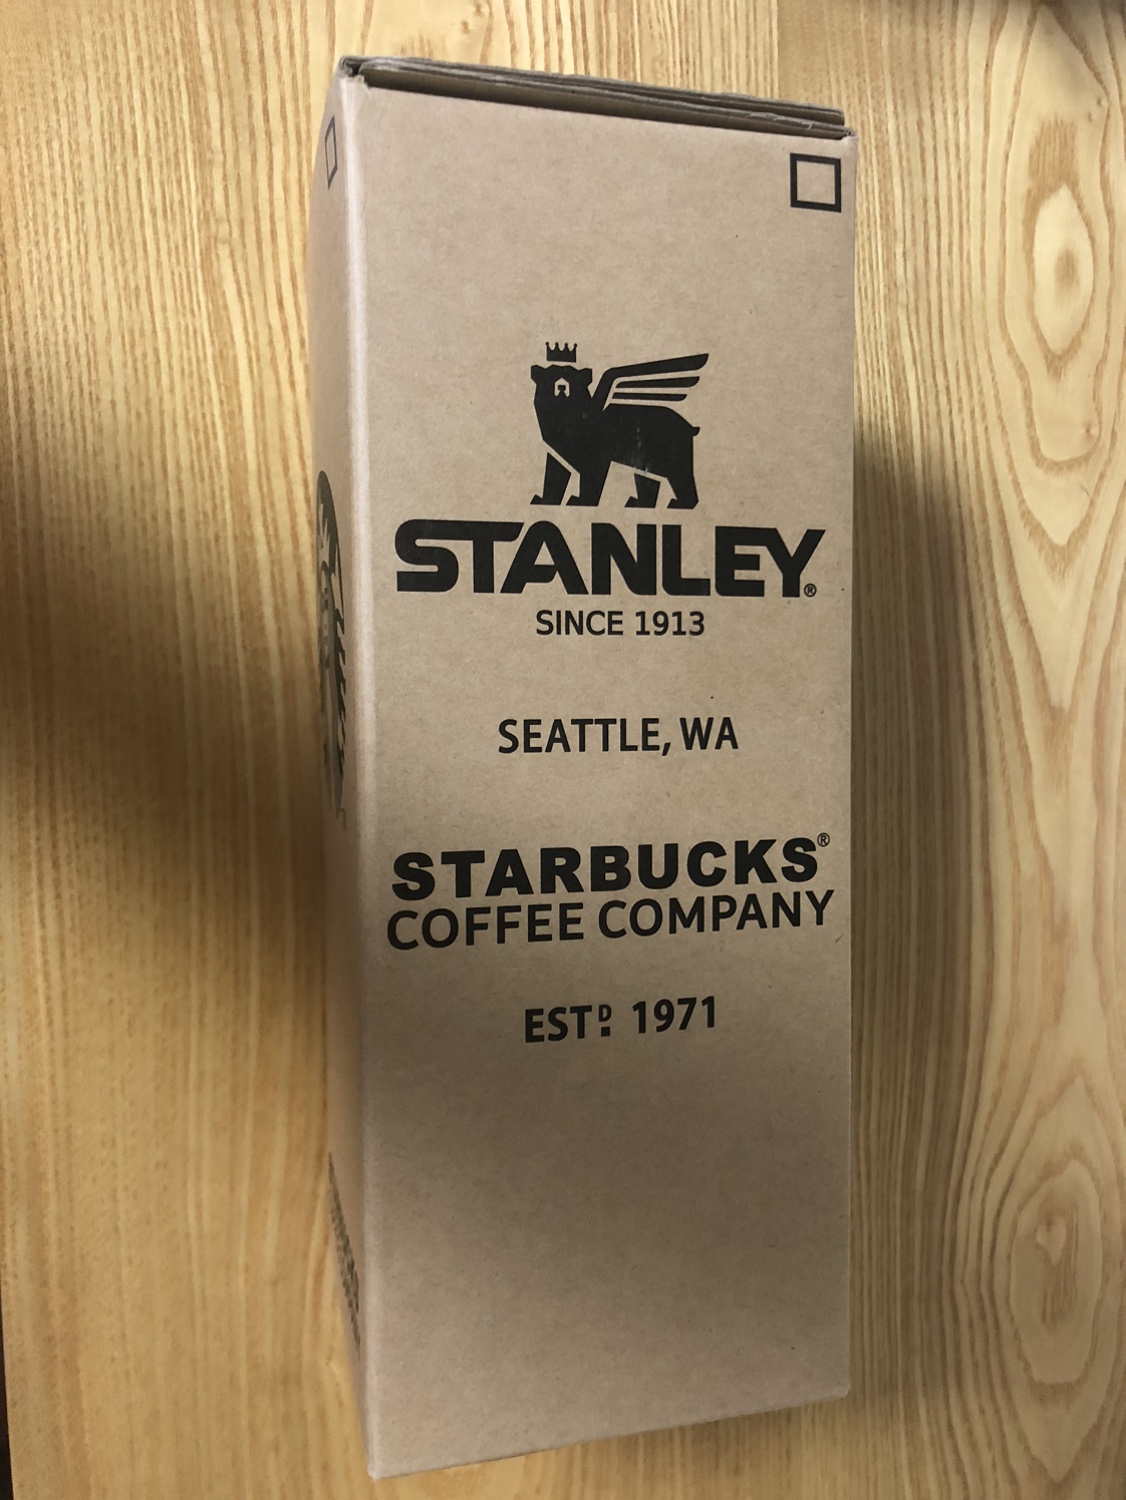 STANLEY®
SINCE 1913
SEATTLE, WA
STARBUCKS®
COFFEE COMPANY
ESTD. 1971